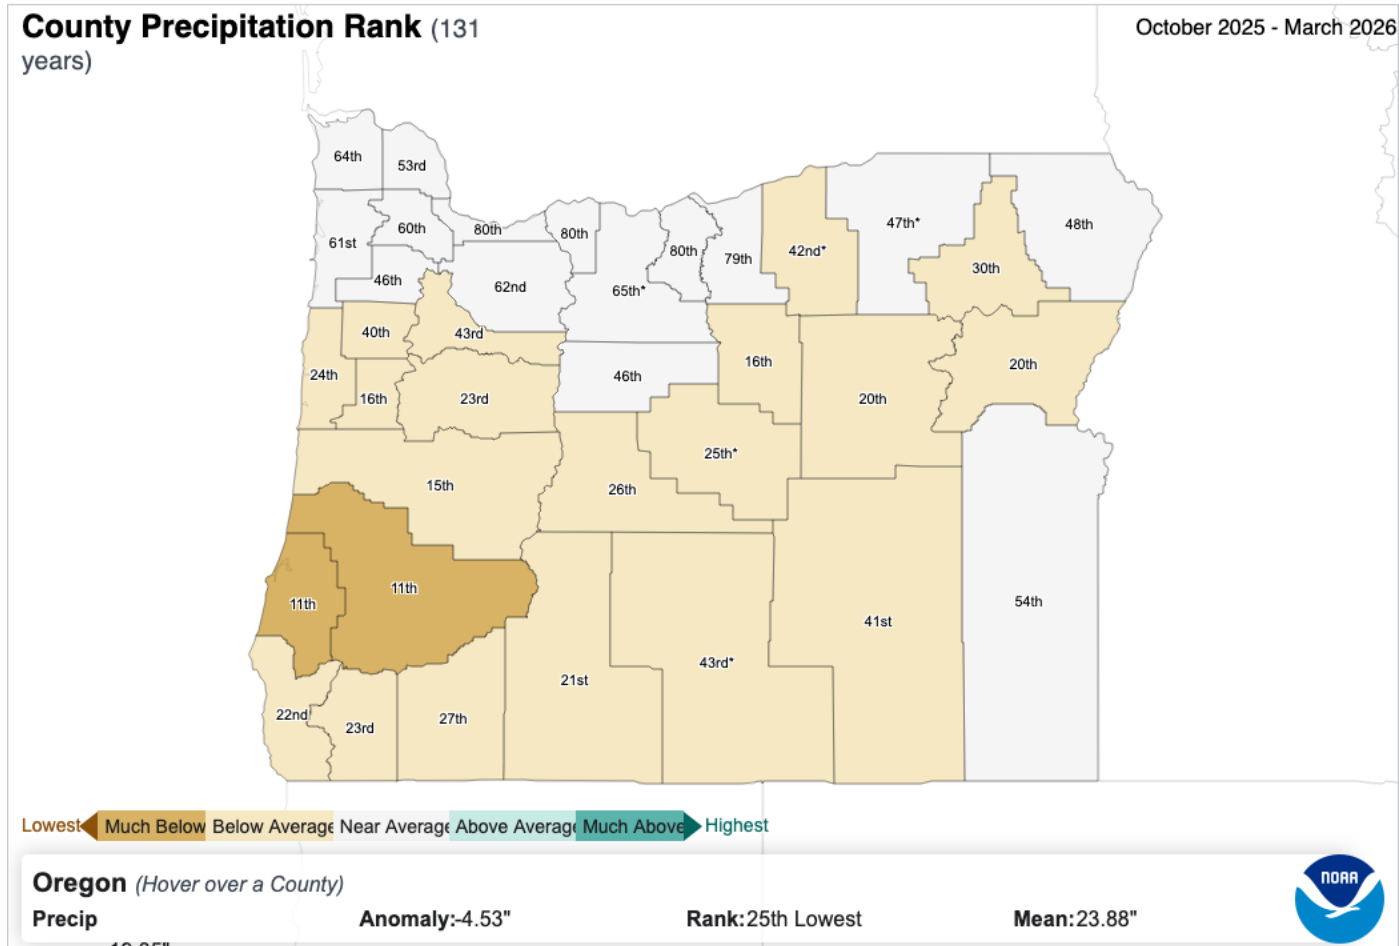 County Precipitation Rank (131
years)
October 2025 - March 2026
64th
53rd
61st
60th
80th
80th
80th
79th
42nd*
47th*
48th
46th
62nd
65th*
30th
40th
43rd
24th
16th
23rd
46th
16th
20th
20th
15th
26th
25th*
11th
11th
54th
41st
43rd*
21st
22nd
23rd
27th
Lowest Much Below Below Average Near Average Above Average Much Above Highest
Oregon (Hover over a County)
Precip Anomaly:-4.53" Rank:25th Lowest Mean:23.88"
NOAA